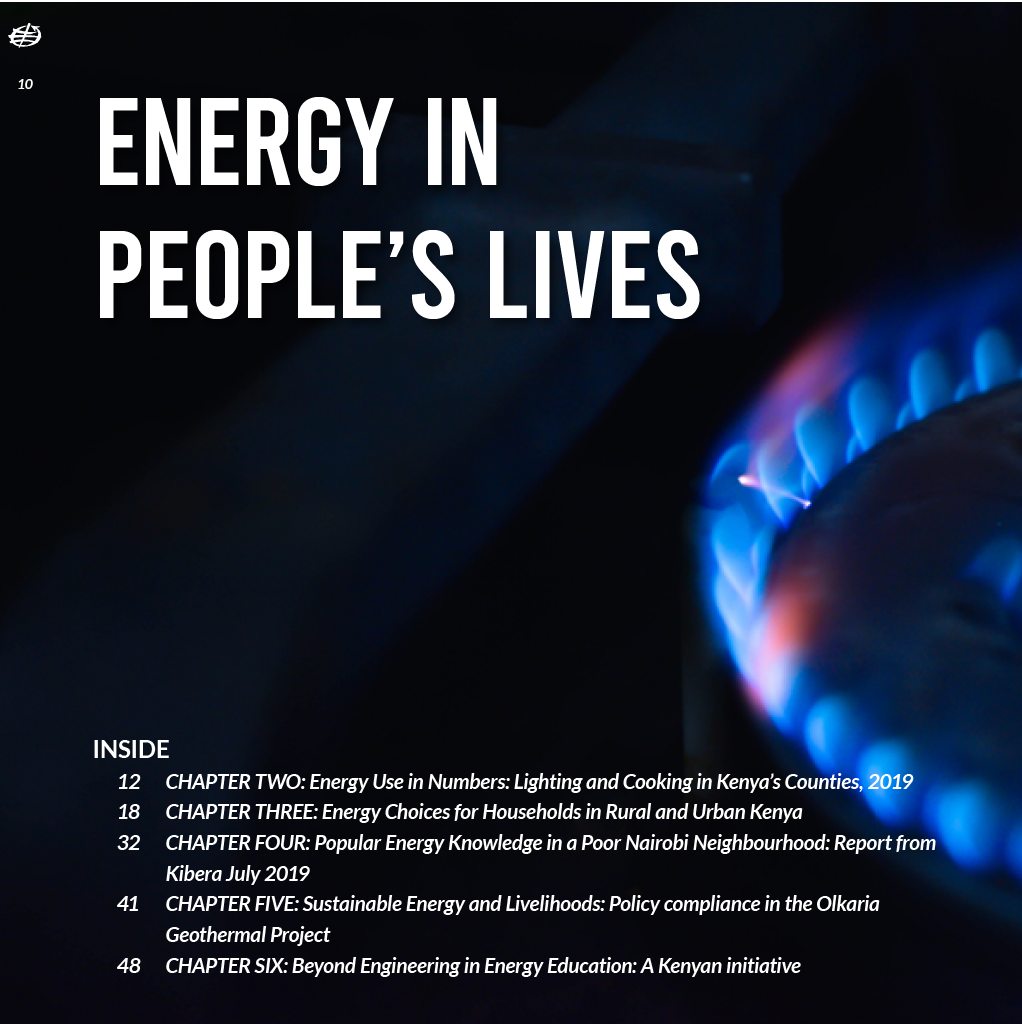 10
ENERGY IN
PEOPLE’S LIVES
INSIDE
12 CHAPTER TWO: Energy Use in Numbers: Lighting and Cooking in Kenya’s Counties, 2019
18 CHAPTER THREE: Energy Choices for Households in Rural and Urban Kenya
32 CHAPTER FOUR: Popular Energy Knowledge in a Poor Nairobi Neighbourhood: Report from
Kibera July 2019
41 CHAPTER FIVE: Sustainable Energy and Livelihoods: Policy compliance in the Olkaria
Geothermal Project
48 CHAPTER SIX: Beyond Engineering in Energy Education: A Kenyan initiative